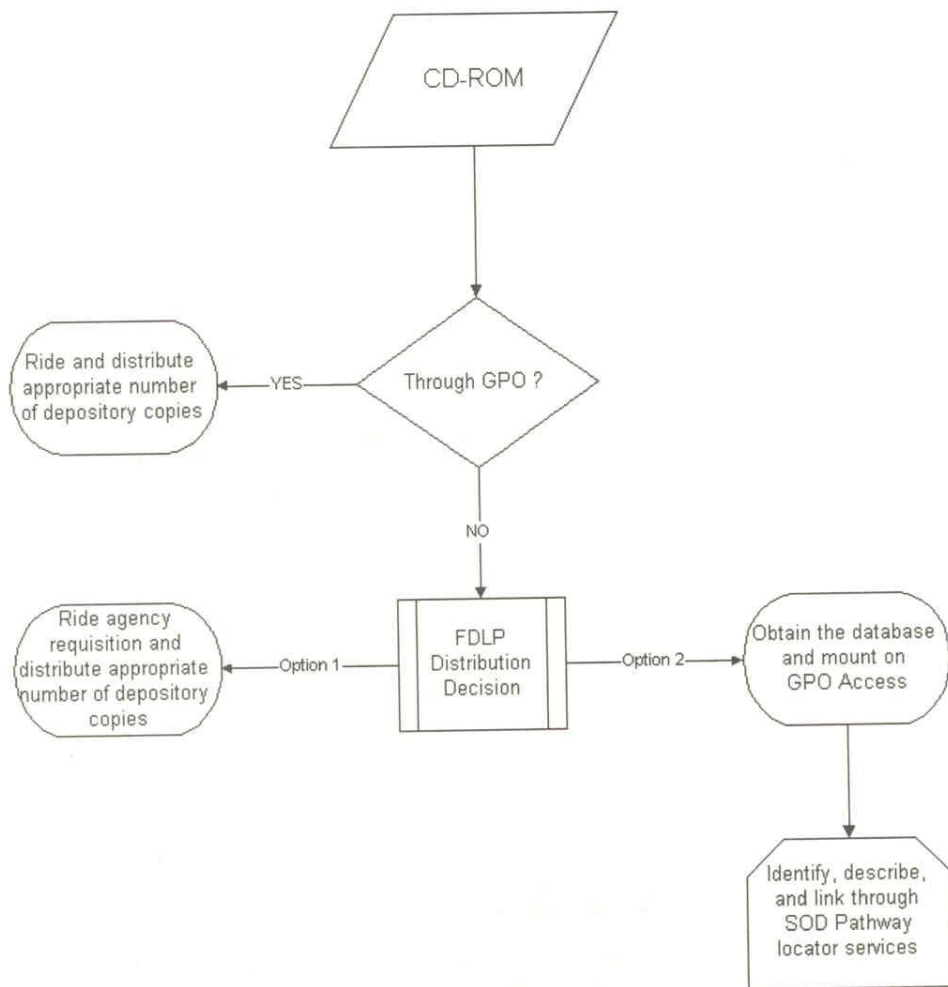 CD-ROM
Through GPO ?
YES
Ride and distribute
appropriate number
of depository copies
NO
FDLP
Distribution
Decision
Option 1
Ride agency
requisition and
distribute appropriate
number of depository
copies
Option 2
Obtain the database
and mount on
GPO Access
Identify, describe,
and link through
SOD Pathway
locator services